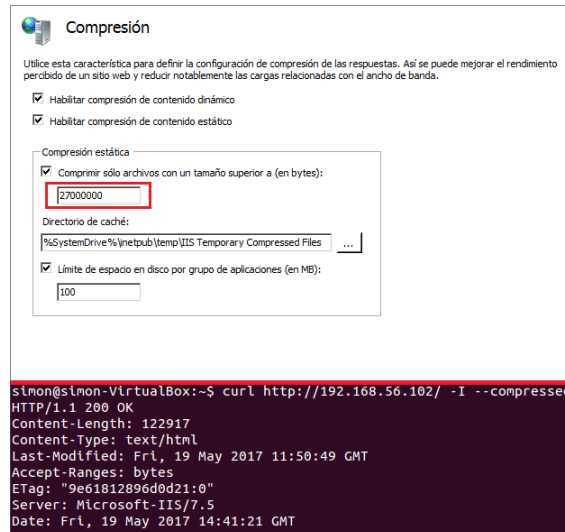 Compresión
Utilice esta característica para definir la configuración de compresión de las respuestas. Así se puede mejorar el rendimiento
percibido de un sitio web y reducir notablemente las cargas relacionadas con el ancho de banda.
Habilitar compresión de contenido dinámico
Habilitar compresión de contenido estático
Compresión estática
Comprimir sólo archivos con un tamaño superior a (en bytes):
27000000
Directorio de caché:
%SystemDrive%\inetpub\temp\IIS Temporary Compressed Files
...
Límite de espacio en disco por grupo de aplicaciones (en MB):
100
simon@simon-VirtualBox:~$ curl http://192.168.56.102/ -I --compressed
HTTP/1.1 200 OK
Content-Length: 122917
Content-Type: text/html
Last-Modified: Fri, 19 May 2017 11:50:49 GMT
Accept-Ranges: bytes
ETag: "9e61812896d0d21:0"
Server: Microsoft-IIS/7.5
Date: Fri, 19 May 2017 14:41:21 GMT